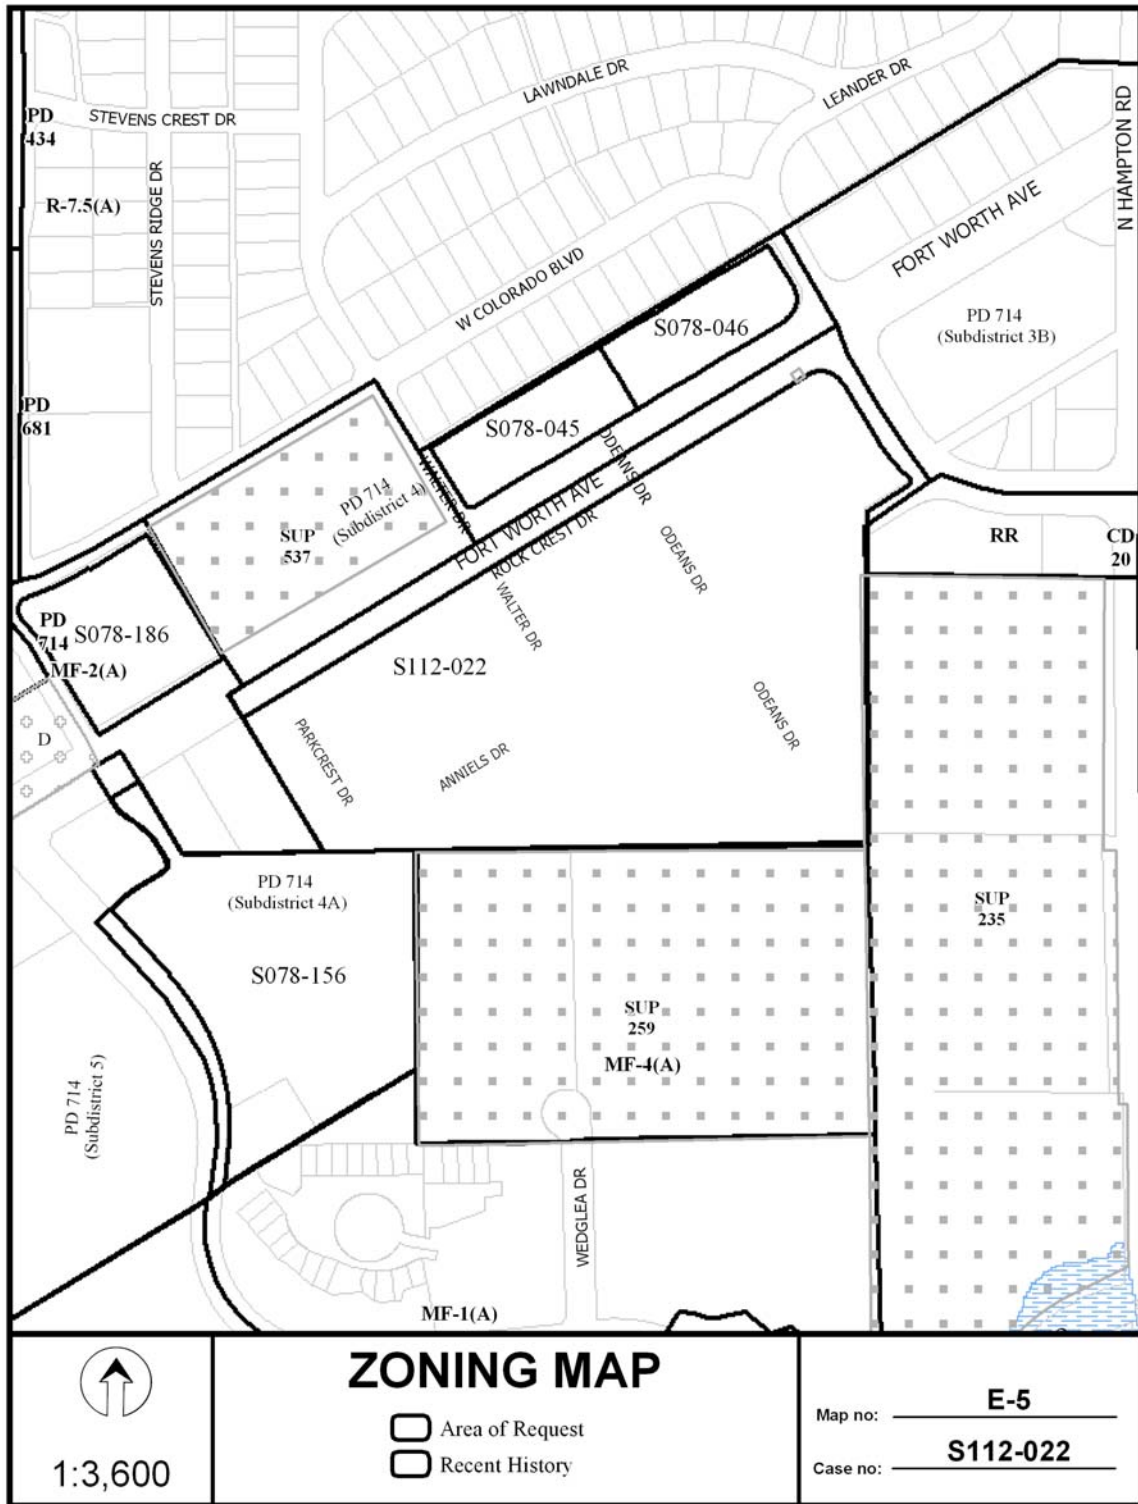 LAWNDALE DR
LEANDER DR
STEVENS CREST DR
PD
434
N HAMPTON RD
R-7.5(A)
STEVENS RIDGE DR
FORT WORTH AVE
W COLORADO BLVD
S078-046
PD 714
(Subdistrict 3B)
PD
681
S078-045
ODEANS DR
WALTER DR
PD 714
(Subdistrict 4)
SUP
537
FORT WORTH AVE
ROCK CREST DR
ODEANS DR
RR
CD
20
WALTER DR
PD
714
S078-186
MF-2(A)
S112-022
ODEANS DR
D
PARKCREST DR
ANNIELS DR
PD 714
(Subdistrict 4A)
SUP
235
S078-156
SUP
259
MF-4(A)
PD 714
(Subdistrict 5)
WEDGLEA DR
MF-1(A)
1:3,600
ZONING MAP
Area of Request
Recent History
Map no: E-5
Case no: S112-022